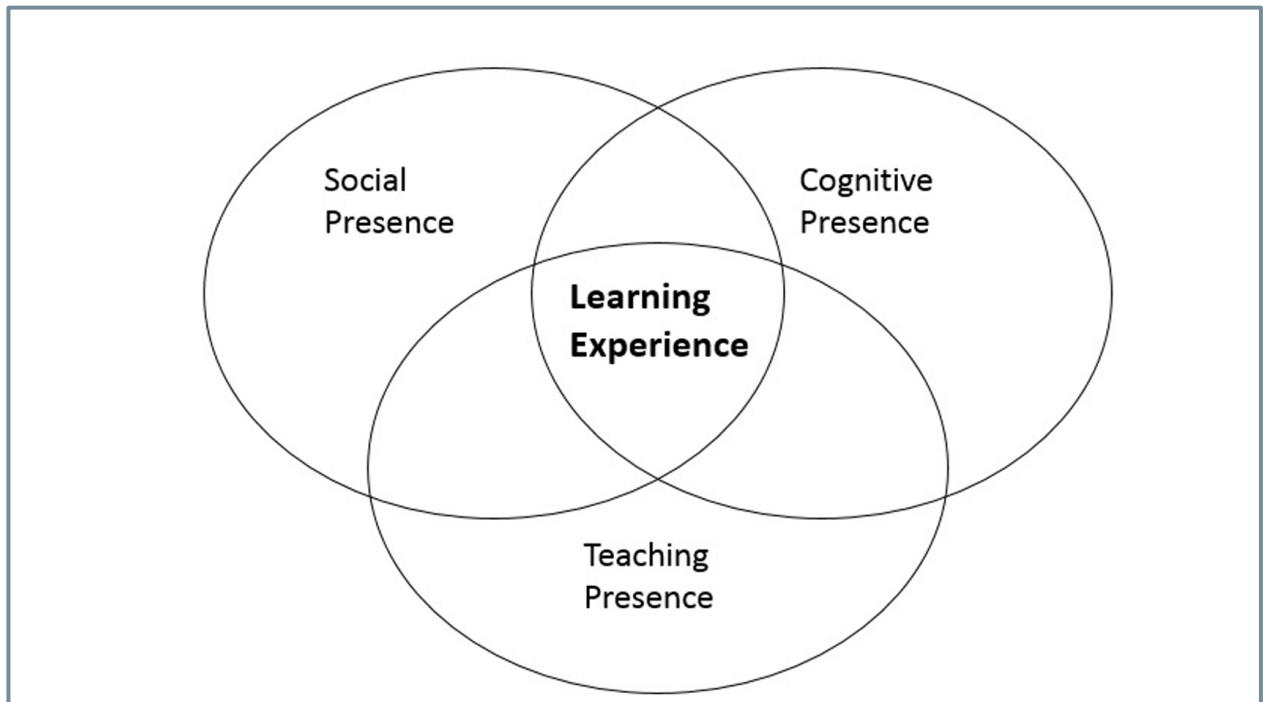 Social
Presence
Cognitive
Presence
Learning
Experience
Teaching
Presence